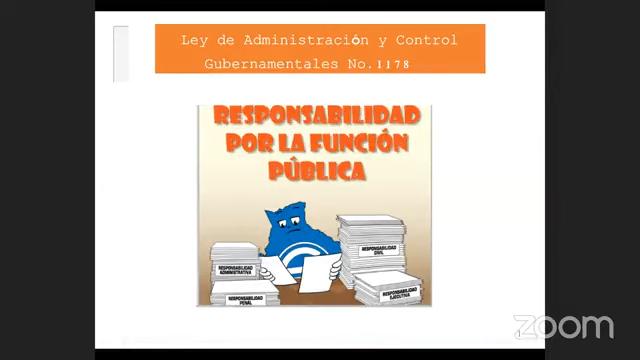 Ley de Administración y Control
Gubernamentales No.1178
RESPONSABILIDAD
POR LA FUNCIÓN
PÚBLICA
RESPONSABILIDAD
ADMINISTRATIVA
RESPONSABILIDAD
CIVIL
RESPONSABILIDAD
PENAL
RESPONSABILIDAD
EJECUTIVA
1
zoom